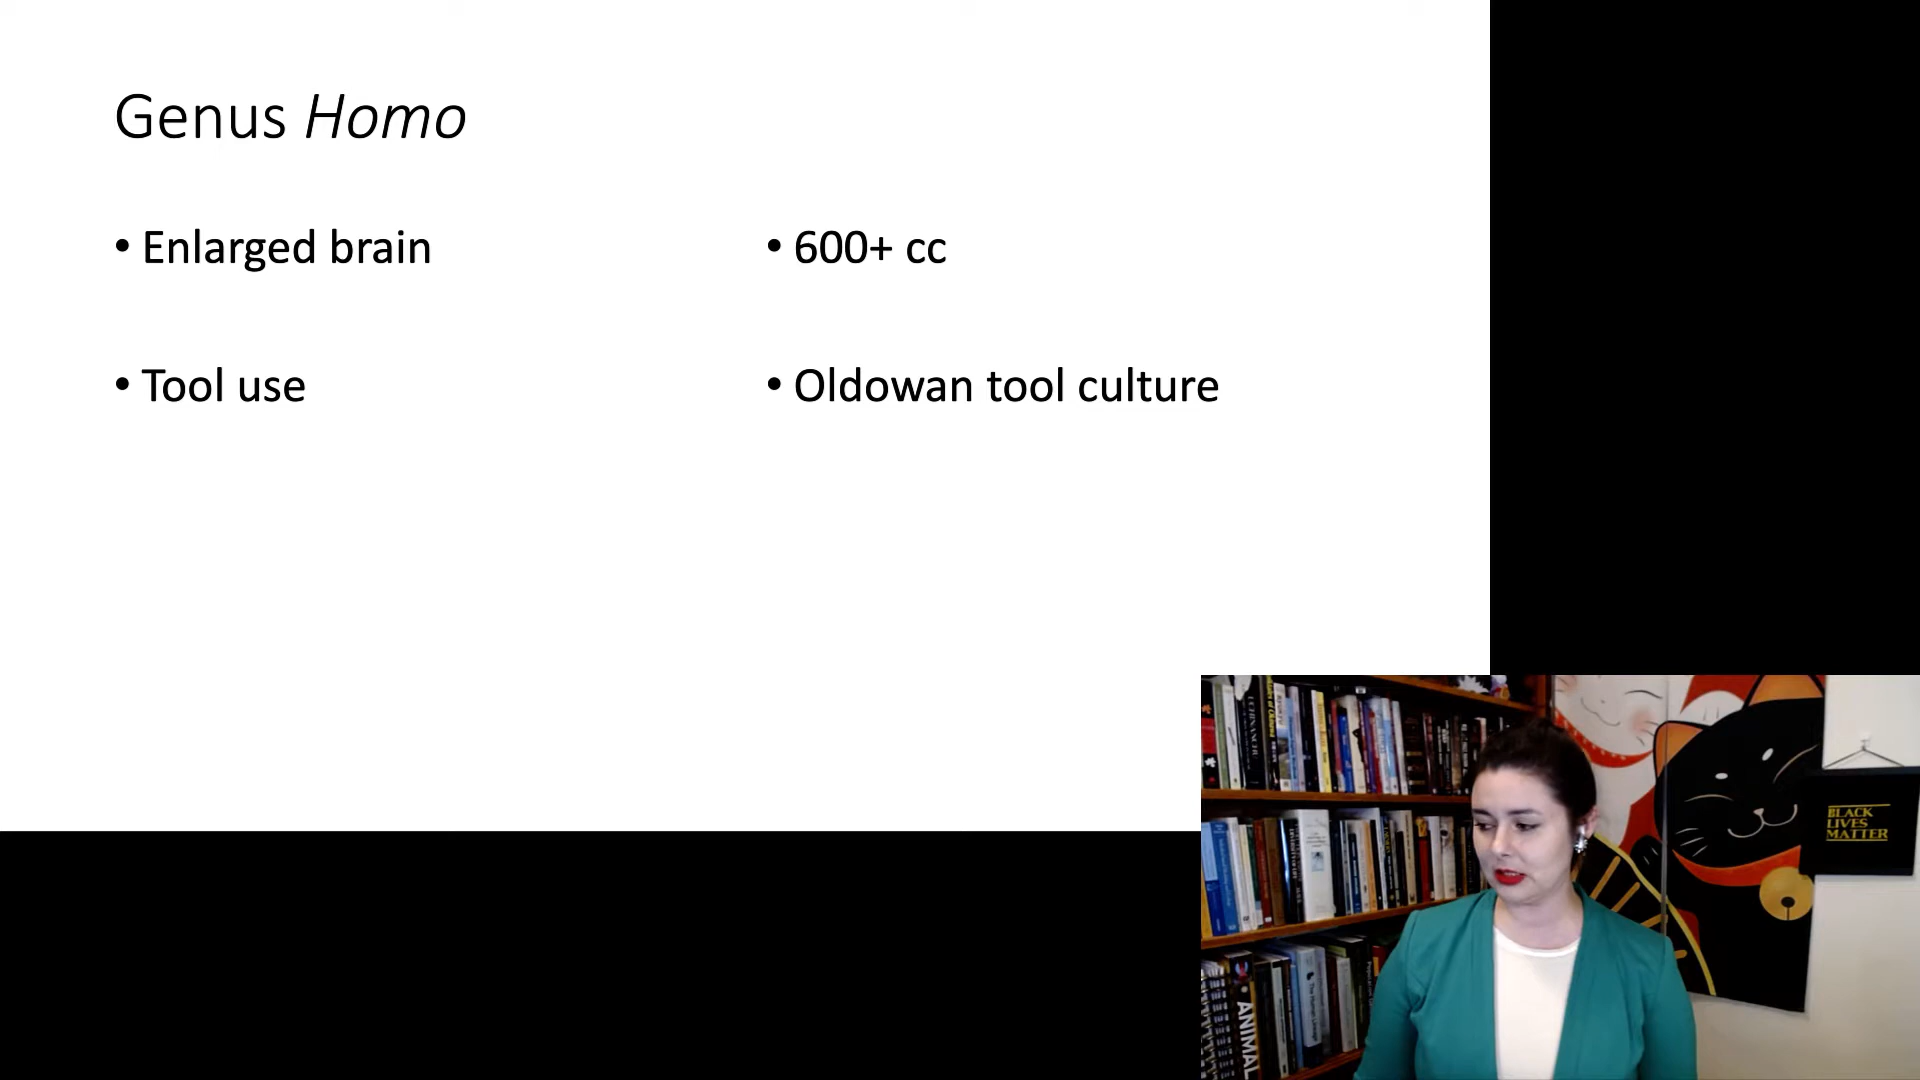 Genus Homo
• Enlarged brain
• Tool use
• 600+ cc
• Oldowan tool culture
BLACK
LIVES
MATTER
ANIMAL